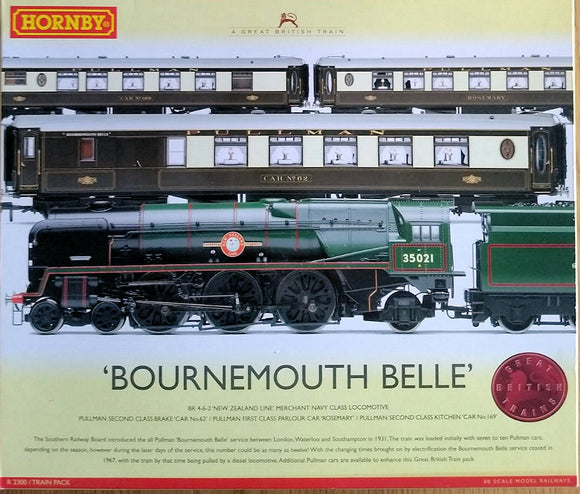 HORNBY
A GREAT BRITISH TRAIN
PULLMAN
CAR No 169
PULLMAN
ROSEMARY
BOURNEMOUTH BELLE
PULLMAN
CAR No 62
35021
'BOURNEMOUTH BELLE'
BR 4-6-2 'NEW ZEALAND LINE' MERCHANT NAVY CLASS LOCOMOTIVE
PULLMAN SECOND CLASS BRAKE 'CAR No.62' / PULLMAN FIRST CLASS PARLOUR CAR 'ROSEMARY' / PULLMAN SECOND CLASS KITCHEN 'CAR No.169'
GREAT BRITISH TRAINS
The Southern Railway Board introduced the all Pullman 'Bournemouth Belle' service between London, Waterloo and Southampton in 1931. The train was loaded initially with seven to ten Pullman cars,
depending on the season, however during the later days of service, this number could be as many as twelve! With the changing times brought on by electrification the Bournemouth Belle service ceased in
1967, with the train by that time being pulled by a diesel locomotive. Additional Pullman cars are available to enhance this Great British Train pack
R 2300 / TRAIN PACK
00 SCALE MODEL RAILWAYS